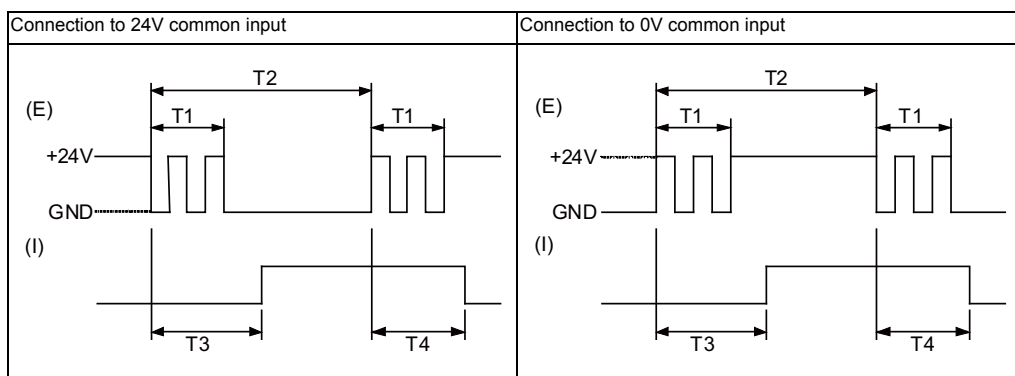 Connection to 24V common input
T2
(E)
T1
T1
+24V
GND
(I)
T3
T4
Connection to 0V common input
T2
(E)
T1
T1
+24V
GND
(I)
T3
T4